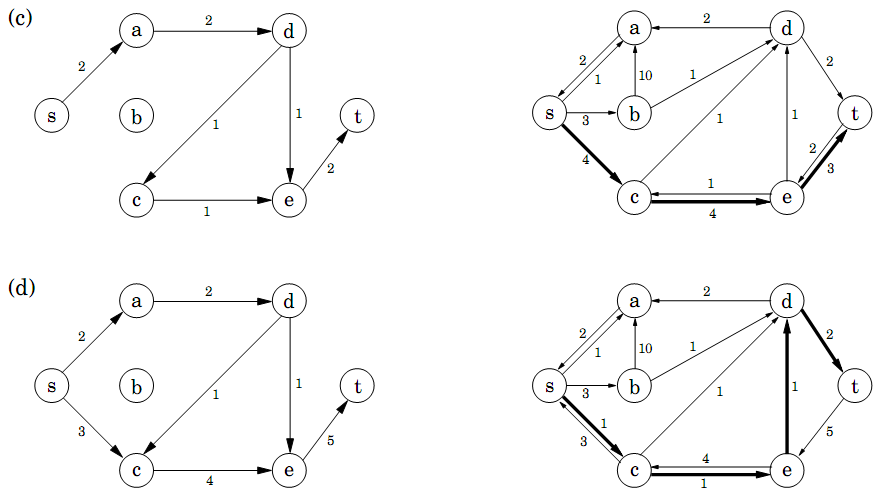 (c)
a 2 d
2
s b 1 1 t
2
c 1 e
a 2 d
2 1 10 1 2
s 3 b t
4 1 1 2 3
c 1 e
4
(d)
a 2 d
2
s b 1 1 t
3 5
c 4 e
a 2 d
2 1 10 1 2
s 3 b t
1 3 1 1 5
c 4 e
1